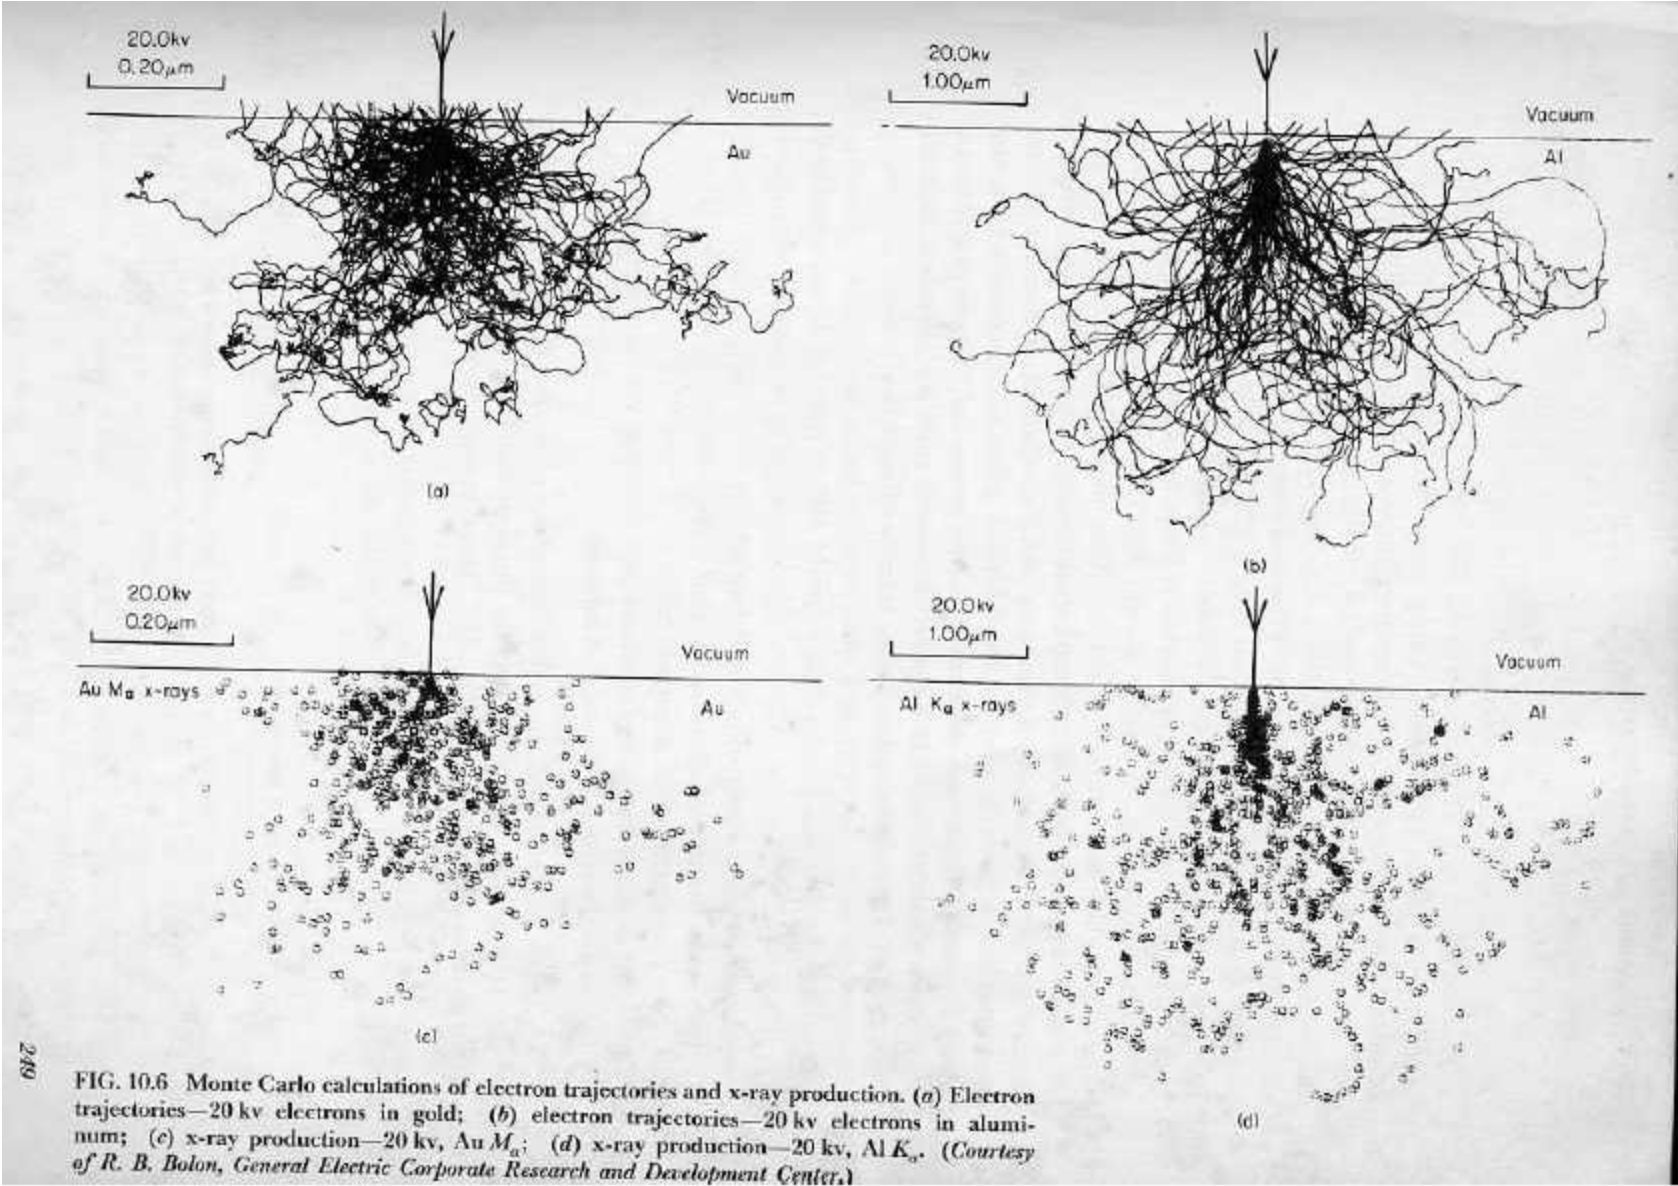 20.0kv
0.20μm
Vacuum
Au
(a)
20.0kv
1.00μm
Vacuum
Al
(b)
20.0kv
0.20μm
Vacuum
Au Mα x-rays
Au
(c)
20.0kv
1.00μm
Vacuum
Al Kα x-rays
Al
(d)
249
FIG. 10.6 Monte Carlo calculations of electron trajectories and x-ray production. (a) Electron
trajectories—20 kv electrons in gold; (b) electron trajectories—20 kv electrons in alumi-
num; (c) x-ray production—20 kv, Au Mα; (d) x-ray production—20 kv, Al Kα. (Courtesy
of R. B. Bolon, General Electric Corporate Research and Development Center.)